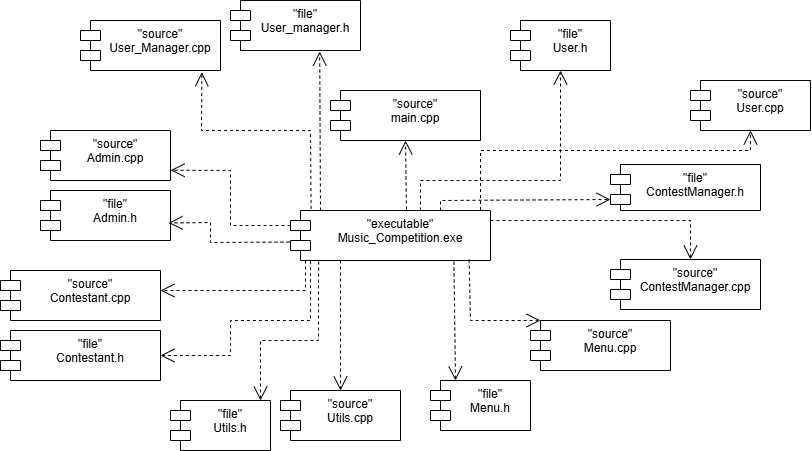 "file"
User_manager.h
"source"
User_Manager.cpp
"file"
User.h
"source"
main.cpp
"source"
User.cpp
"source"
Admin.cpp
"file"
ContestManager.h
"file"
Admin.h
"executable"
Music_Competition.exe
"source"
Contestant.cpp
"source"
ContestManager.cpp
"file"
Contestant.h
"source"
Menu.cpp
"file"
Utils.h
"source"
Utils.cpp
"file"
Menu.h